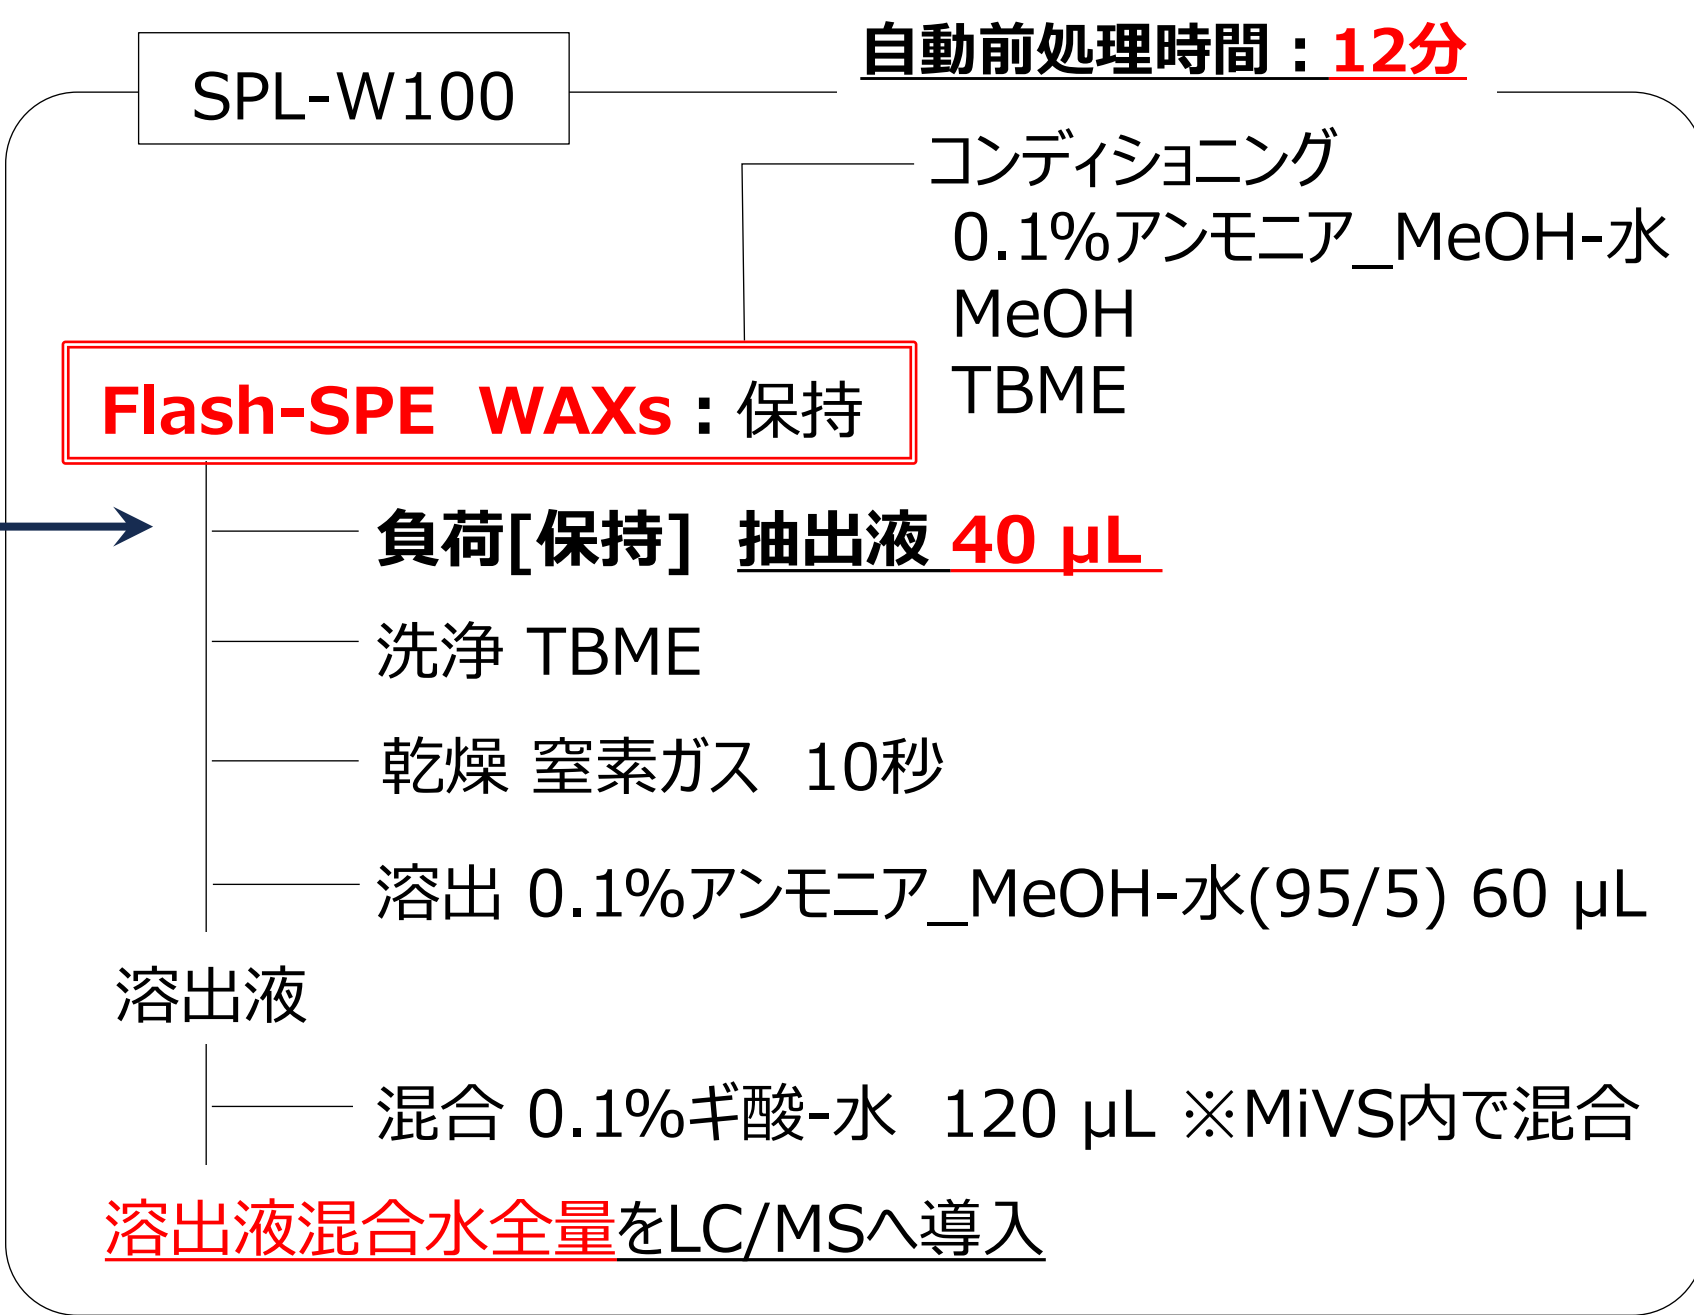 自動前処理時間：12分
SPL-W100
コンディショニング
0.1%アンモニア_MeOH-水
MeOH
TBME
Flash-SPE WAXs：保持
負荷[保持] 抽出液 40 µL
洗浄 TBME
乾燥 窒素ガス 10秒
溶出 0.1%アンモニア_MeOH-水(95/5) 60 µL
溶出液
混合 0.1%ギ酸-水 120 µL ※MiVS内で混合
溶出液混合水全量をLC/MSへ導入